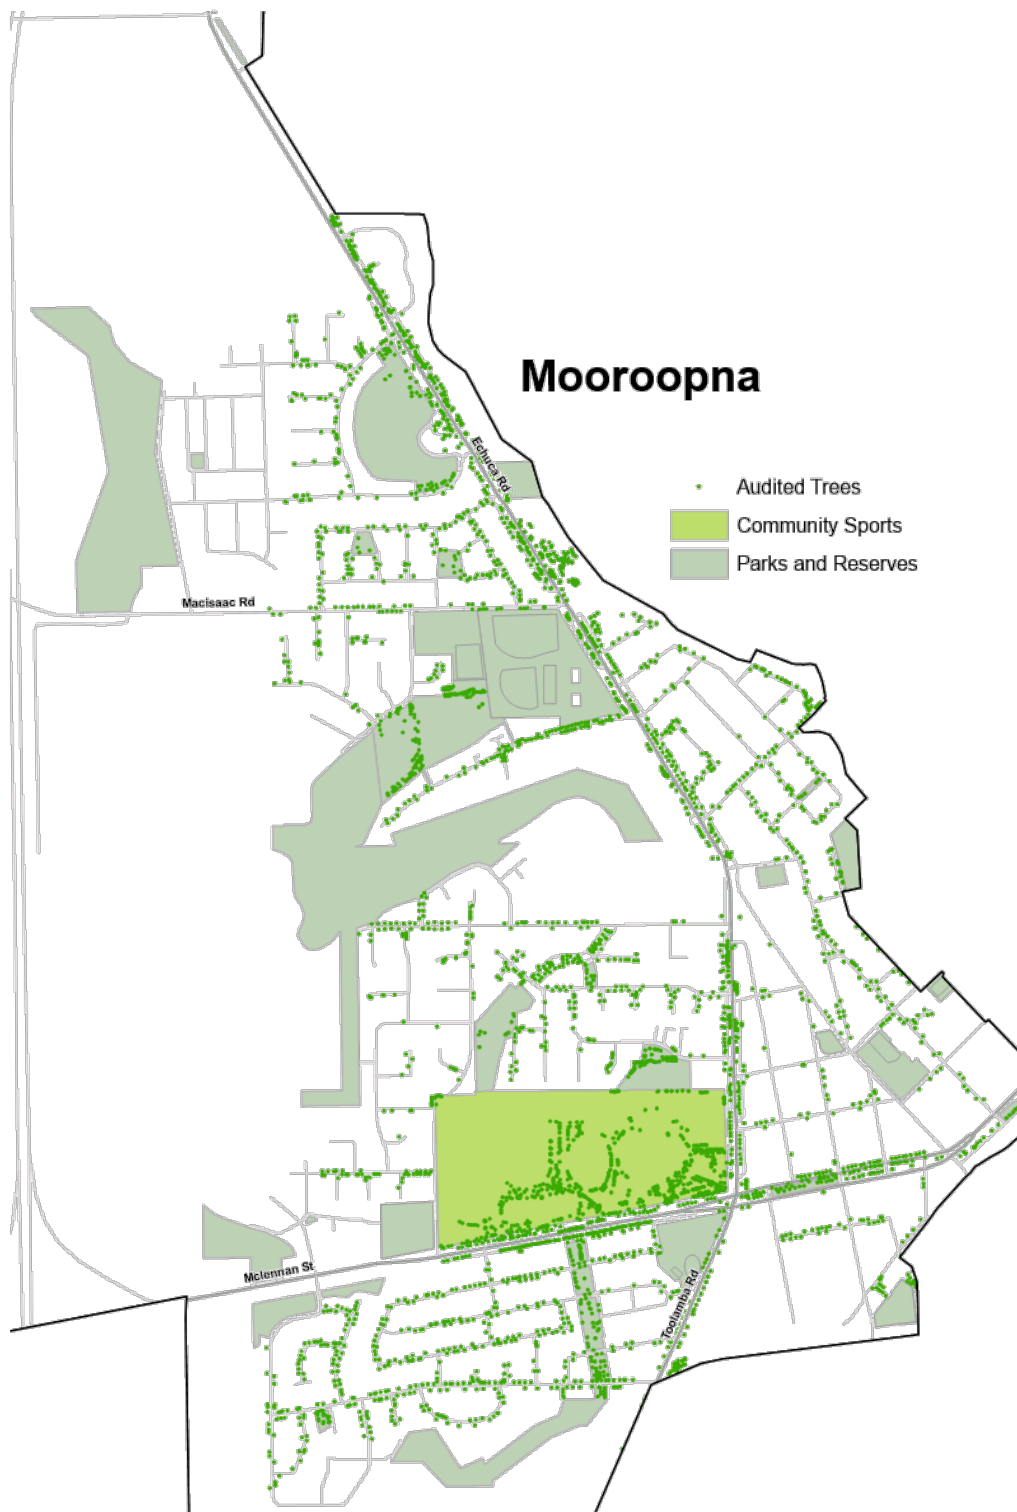 Mooroopna
Echuca Rd
Audited Trees
Community Sports
Parks and Reserves
Macisaac Rd
Mclennan St
Toolamba Rd